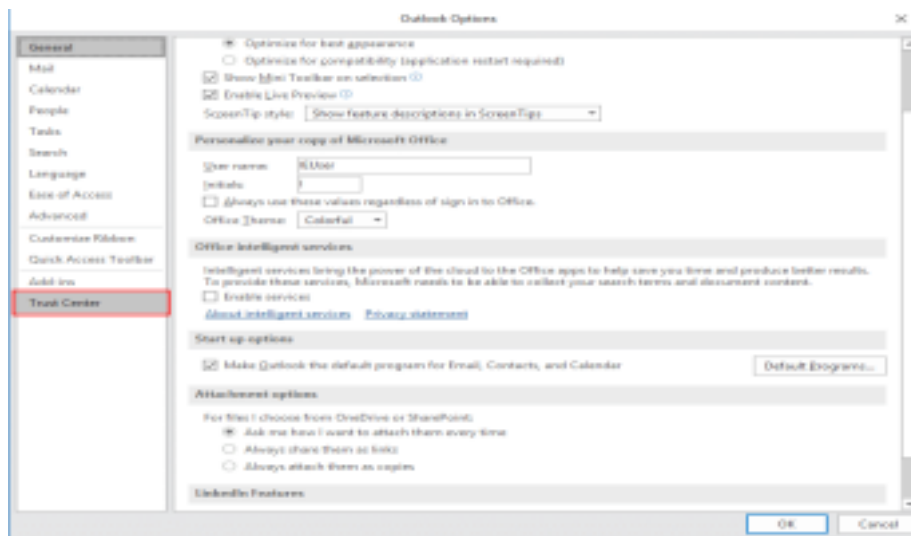 Outlook Options
General
Mail
Calendar
People
Tasks
Search
Language
Ease of Access
Advanced
Customize Ribbon
Quick Access Toolbar
Add-ins
Trust Center
Optimize for best appearance
Optimize for compatibility (application restart required)
Show Mini Toolbar on selection
Enable Live Preview
ScreenTip style: Show feature descriptions in ScreenTips
Personalize your copy of Microsoft Office
User name: IEUser
Initials: I
Always use these values regardless of sign in to Office.
Office Theme: Colorful
Office intelligent services
Intelligent services bring the power of the cloud to the Office apps to help save you time and produce better results.
To provide these services, Microsoft needs to be able to collect your search terms and document content.
Enable services
About intelligent services Privacy statement
Start up options
Make Outlook the default program for Email, Contacts, and Calendar Default Programs...
Attachment options
For files I choose from OneDrive or SharePoint:
Ask me how I want to attach them every time
Always share them as links
Always attach them as copies
LinkedIn Features
OK Cancel